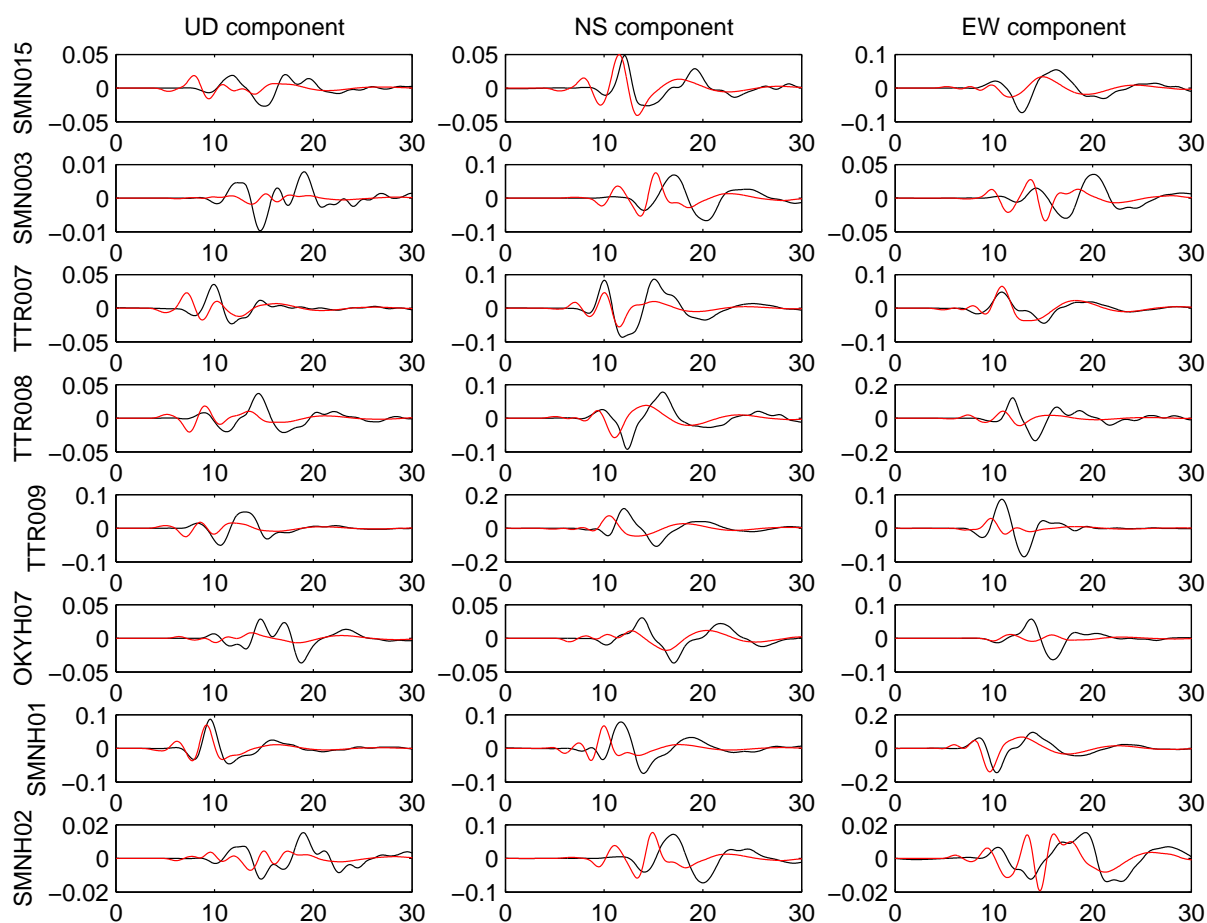 UD component NS component EW component
0.05 0.05 0.1
SMN015 0 0 0
−0.05 −0.05 −0.1
0 10 20 30 0 10 20 30 0 10 20 30
0.01 0.1 0.05
SMN003 0 0 0
−0.01 −0.1 −0.05
0 10 20 30 0 10 20 30 0 10 20 30
0.05 0.1 0.1
TTR007 0 0 0
−0.05 −0.1 −0.1
0 10 20 30 0 10 20 30 0 10 20 30
0.05 0.1 0.2
TTR008 0 0 0
−0.05 −0.1 −0.2
0 10 20 30 0 10 20 30 0 10 20 30
0.1 0.2 0.1
TTR009 0 0 0
−0.1 −0.2 −0.1
0 10 20 30 0 10 20 30 0 10 20 30
0.05 0.05 0.1
OKYH07 0 0 0
−0.05 −0.05 −0.1
0 10 20 30 0 10 20 30 0 10 20 30
0.1 0.1 0.2
SMNH01 0 0 0
−0.1 −0.1 −0.2
0 10 20 30 0 10 20 30 0 10 20 30
0.02 0.1 0.02
SMNH02 0 0 0
−0.02 −0.1 −0.02
0 10 20 30 0 10 20 30 0 10 20 30